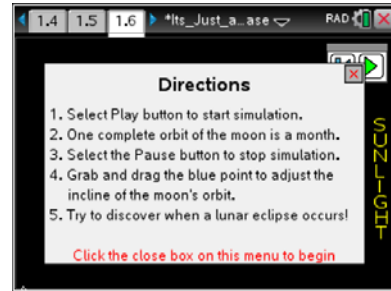 1.4 1.5 1.6 *Its_Just_a…ase RAD
Directions
1. Select Play button to start simulation.
2. One complete orbit of the moon is a month.
3. Select the Pause button to stop simulation.
4. Grab and drag the blue point to adjust the
incline of the moon's orbit.
5. Try to discover when a lunar eclipse occurs!
Click the close box on this menu to begin
SUNLIGHT